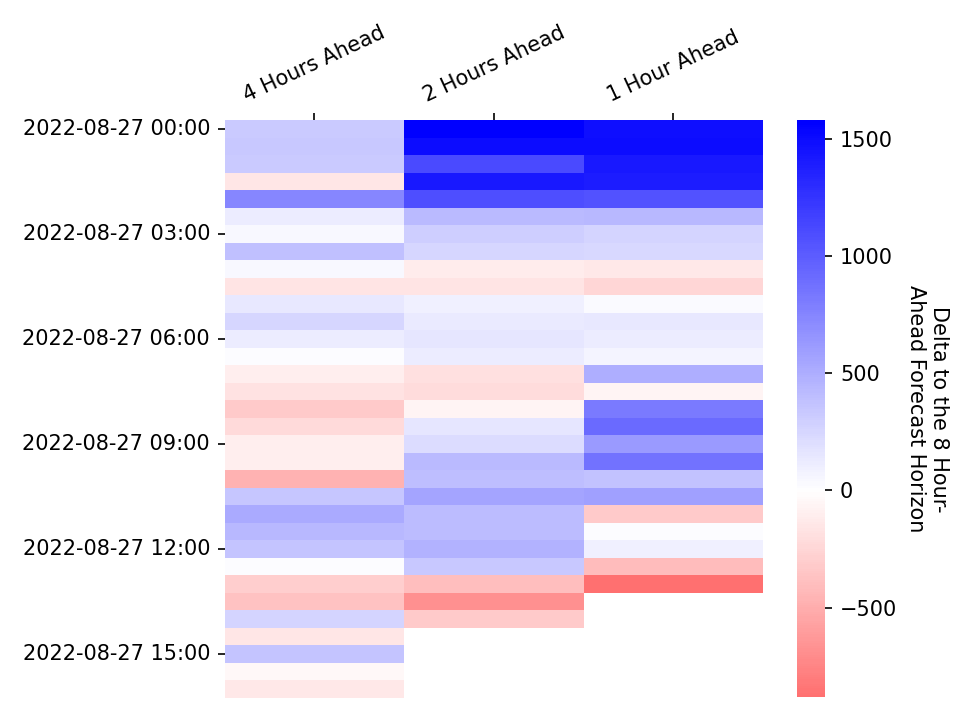 4 Hours Ahead
2 Hours Ahead
1 Hour Ahead
2022-08-27 00:00
2022-08-27 03:00
2022-08-27 06:00
2022-08-27 09:00
2022-08-27 12:00
2022-08-27 15:00
1500
1000
500
0
−500
Delta to the 8 Hour-
Ahead Forecast Horizon